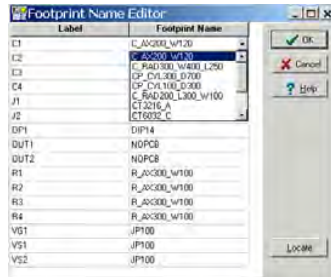 Footprint Name Editor
Label Footprint Name
C1 C_AX200_W120
C2 C_AX200_W120
C3 C_RAD300_W400_L250
CP_CYL300_D700
C4 CP_CYL100_D300
J1 C_RAD200_L300_W100
CT3216_A
J2 CT6032_C
OP1 DIP14
OUT1 NOPCB
OUT2 NOPCB
R1 R_AX300_W100
R2 R_AX300_W100
R3 R_AX300_W100
R4 R_AX300_W100
VG1 JP100
VS1 JP100
VS2 JP100
OK
Cancel
? Help
Locate